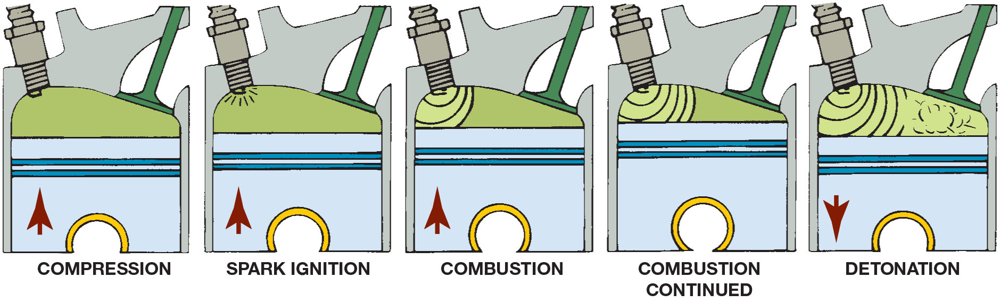 COMPRESSION
SPARK IGNITION
COMBUSTION
COMBUSTION
CONTINUED
DETONATION